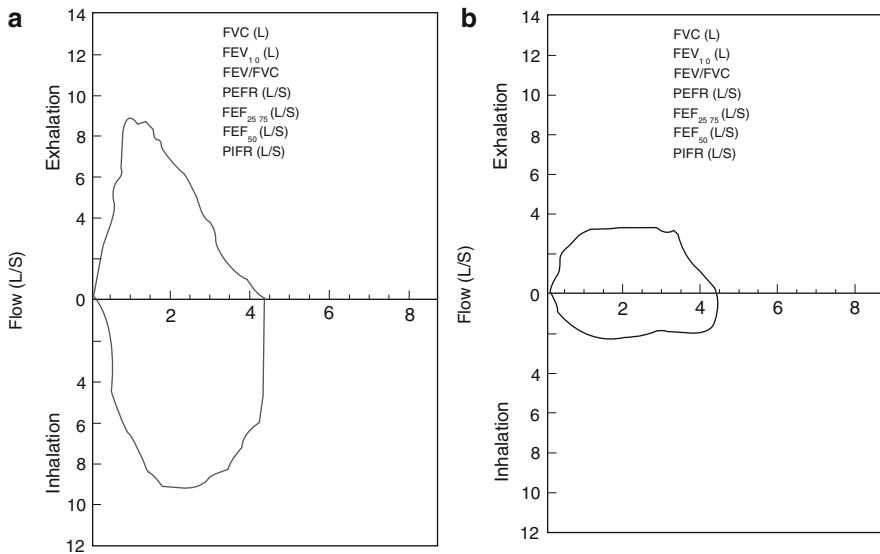 a
14
12
10
8
6
4
2
0
4
6
8
10
12
2 4 6 8
Exhalation
Flow (L/S)
Inhalation
FVC (L)
FEV1 0 (L)
FEV/FVC
PEFR (L/S)
FEF25 75 (L/S)
FEF50 (L/S)
PIFR (L/S)
b
14
12
10
8
6
4
2
0
2
4
6
8
10
12
2 4 6 8
Exhalation
Flow (L/S)
Inhalation
FVC (L)
FEV1 0 (L)
FEV/FVC
PEFR (L/S)
FEF25 75 (L/S)
FEF50 (L/S)
PIFR (L/S)